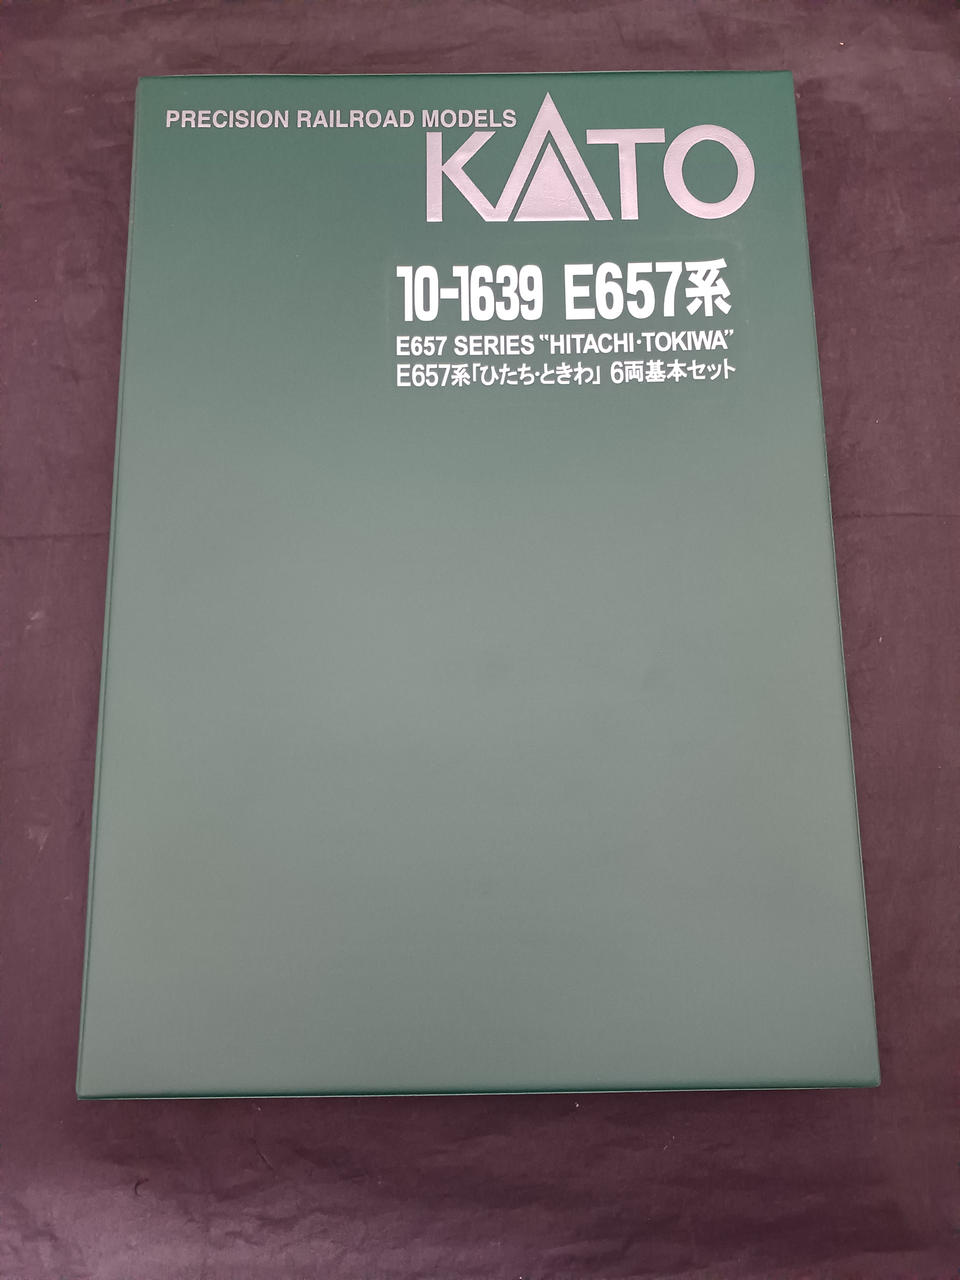 PRECISION RAILROAD MODELS
KATO
10-1639 E657系
E657 SERIES "HITACHI·TOKIWA"
E657系「ひたち・ときわ」 6両基本セット